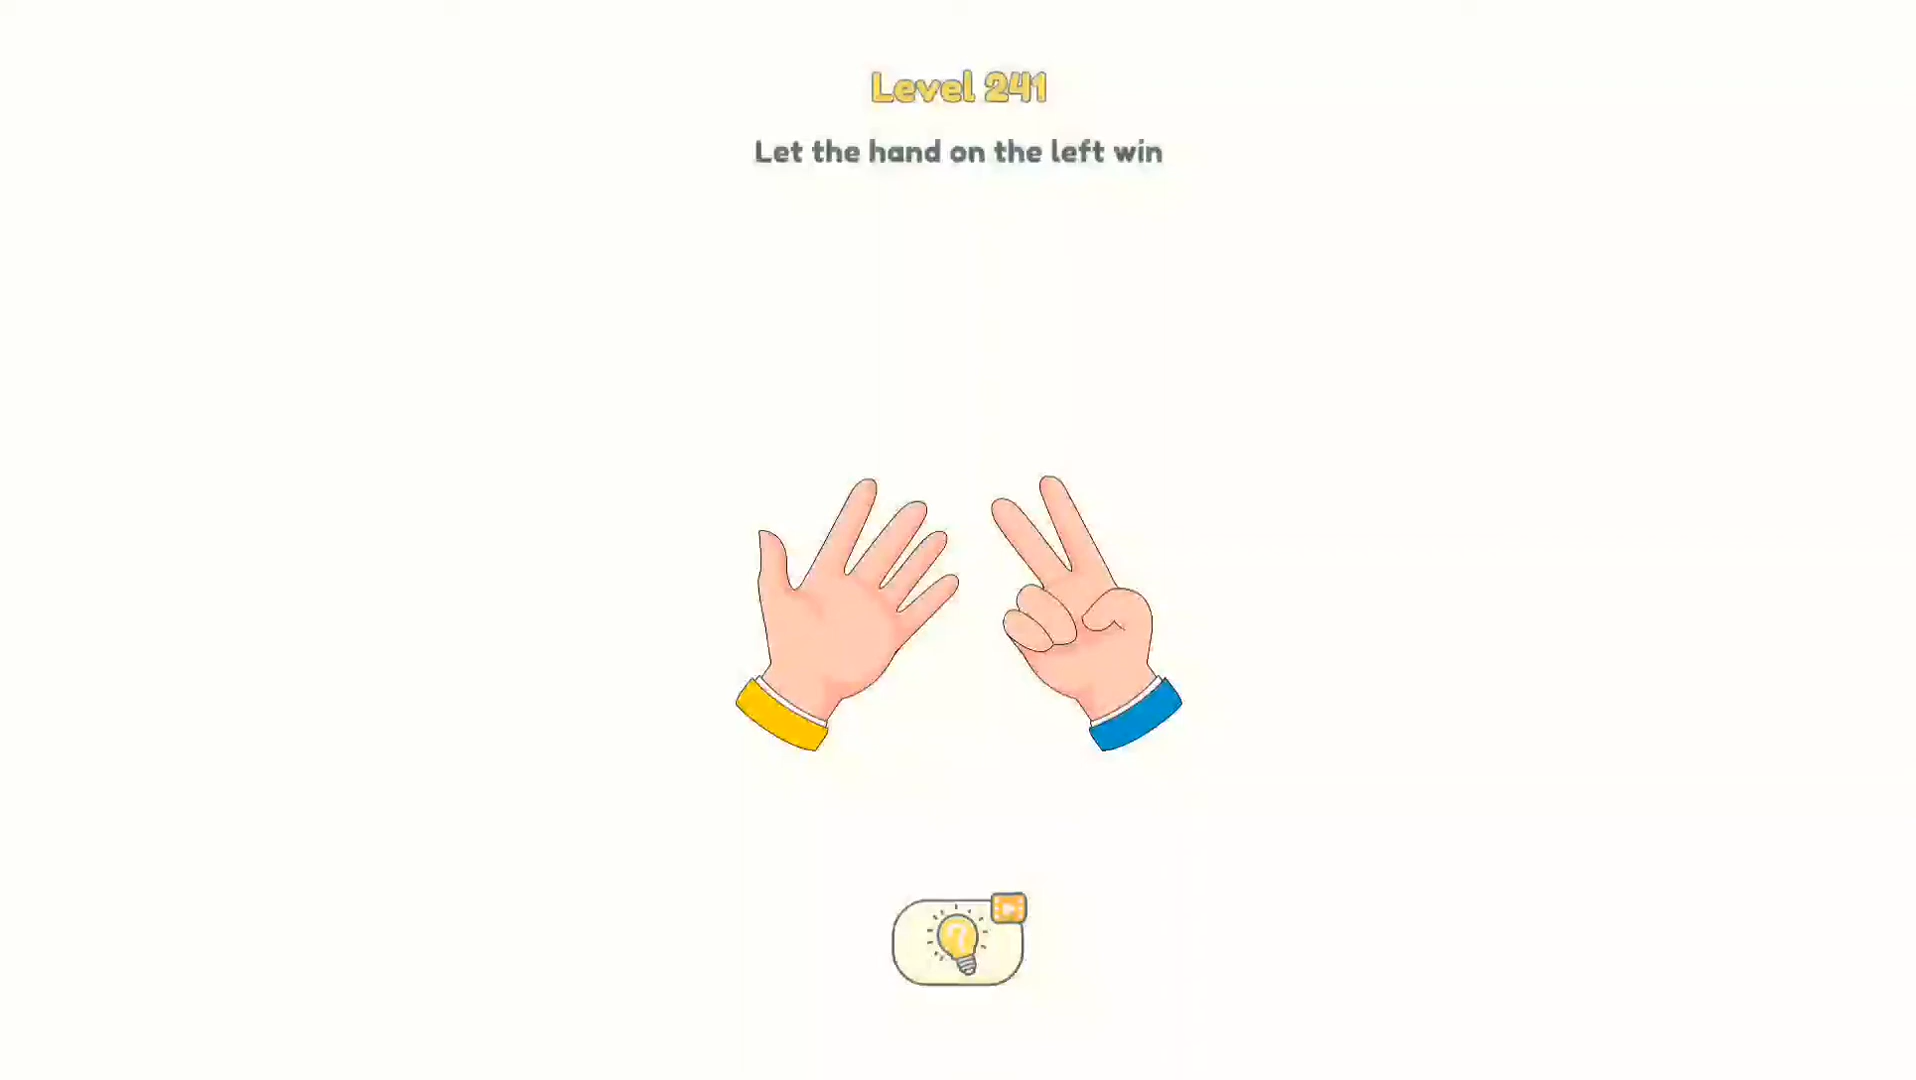 Level 241
Let the hand on the left win
?